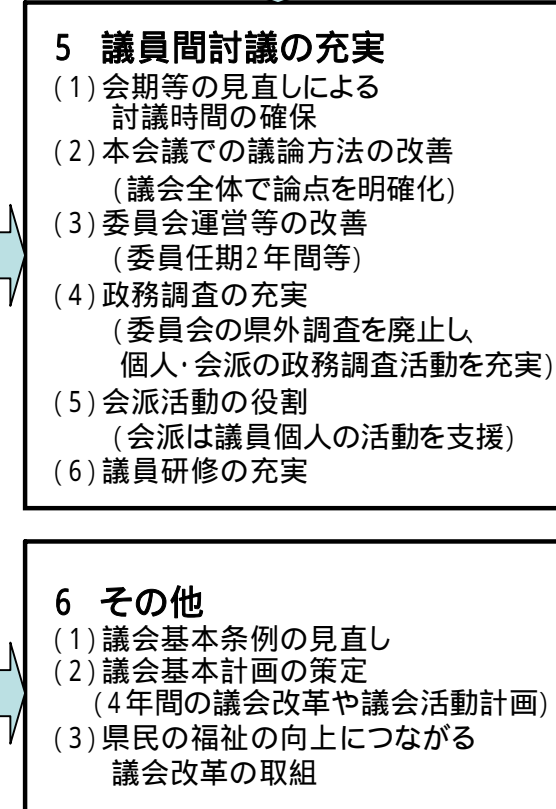 5 議員間討議の充実
(1)会期等の見直しによる
討議時間の確保
(2)本会議での議論方法の改善
(議会全体で論点を明確化)
(3)委員会運営等の改善
(委員任期2年間等)
(4)政務調査の充実
(委員会の県外調査を廃止し、
個人・会派の政務調査活動を充実)
(5)会派活動の役割
(会派は議員個人の活動を支援)
(6)議員研修の充実
6 その他
(1)議会基本条例の見直し
(2)議会基本計画の策定
(4年間の議会改革や議会活動計画)
(3)県民の福祉の向上につながる
議会改革の取組